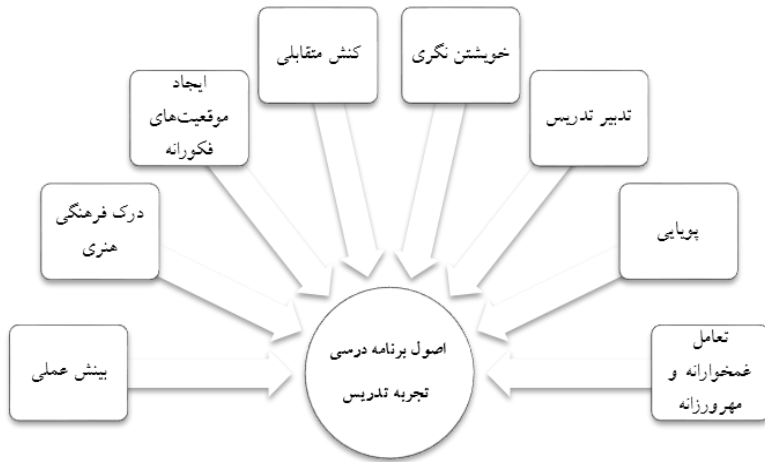 خویشتن نگری
کنش متقابلی
ایجاد
موقعیت‌های
فکورانه
تدبیر تدریس
درک فرهنگی
هنری
پویایی
بینش عملی
اصول برنامه درسی
تجربه تدریس
تعامل
غمخوارانه و
مهرورزانه